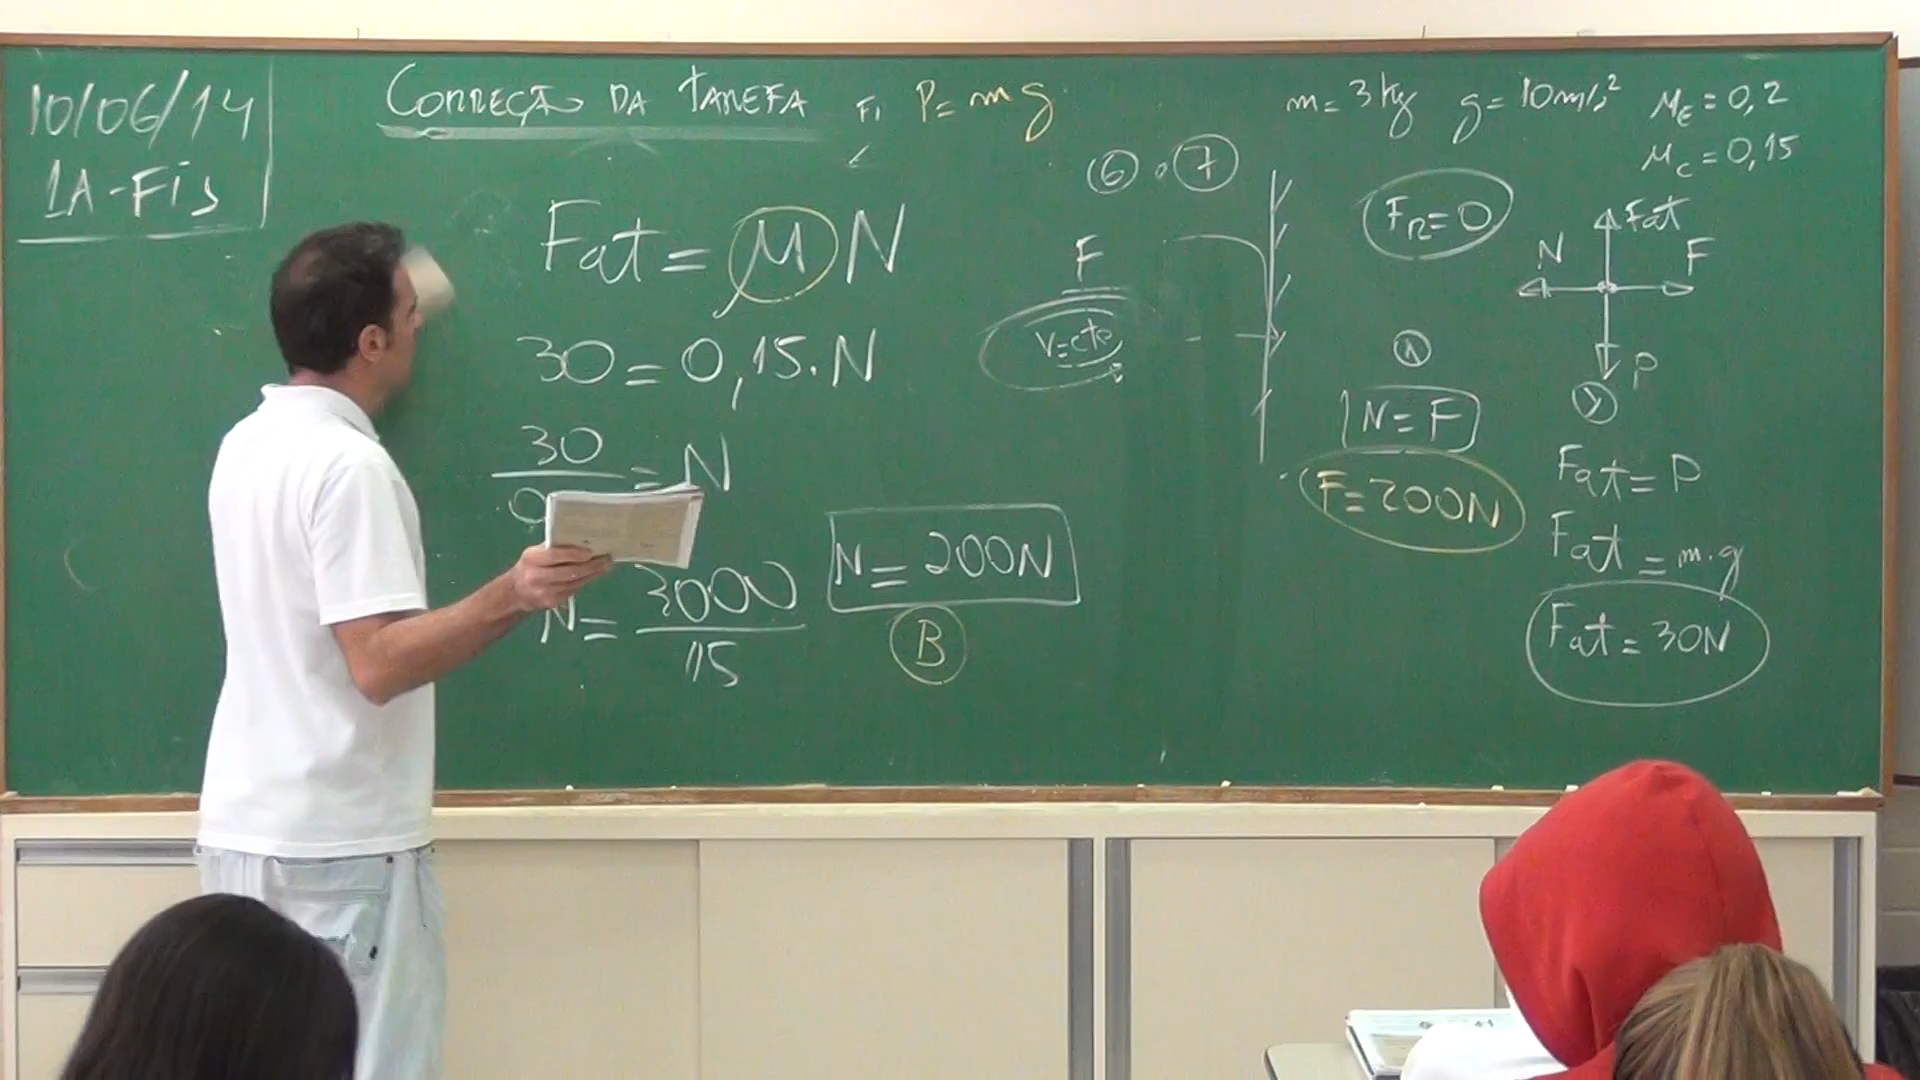 10/06/14
1A-Fis
CORREÇÃO DA TAREFA
P = m g
m = 3 kg g = 10 m/s² μE = 0,2
μC = 0,15
Fat = μ N
30 = 0,15 . N
30
= N
N = 3000
15
N = 200N
B
6 7
F
V = cte
FR = 0
N = F
F = 200N
Fat
N F
P
y
Fat = P
Fat = m.g
Fat = 30N